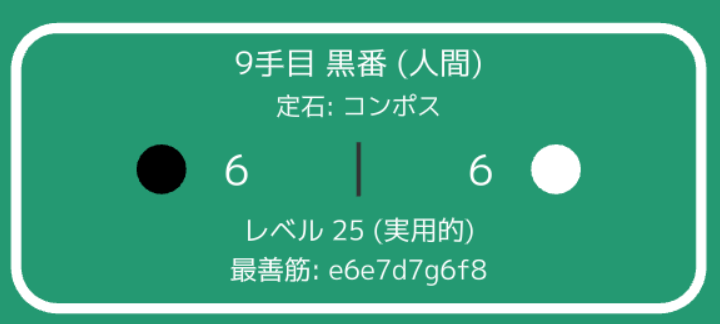 9手目 黒番 (人間)
定石: コンポス
6 6
レベル 25 (実用的)
最善筋: e6e7d7g6f8